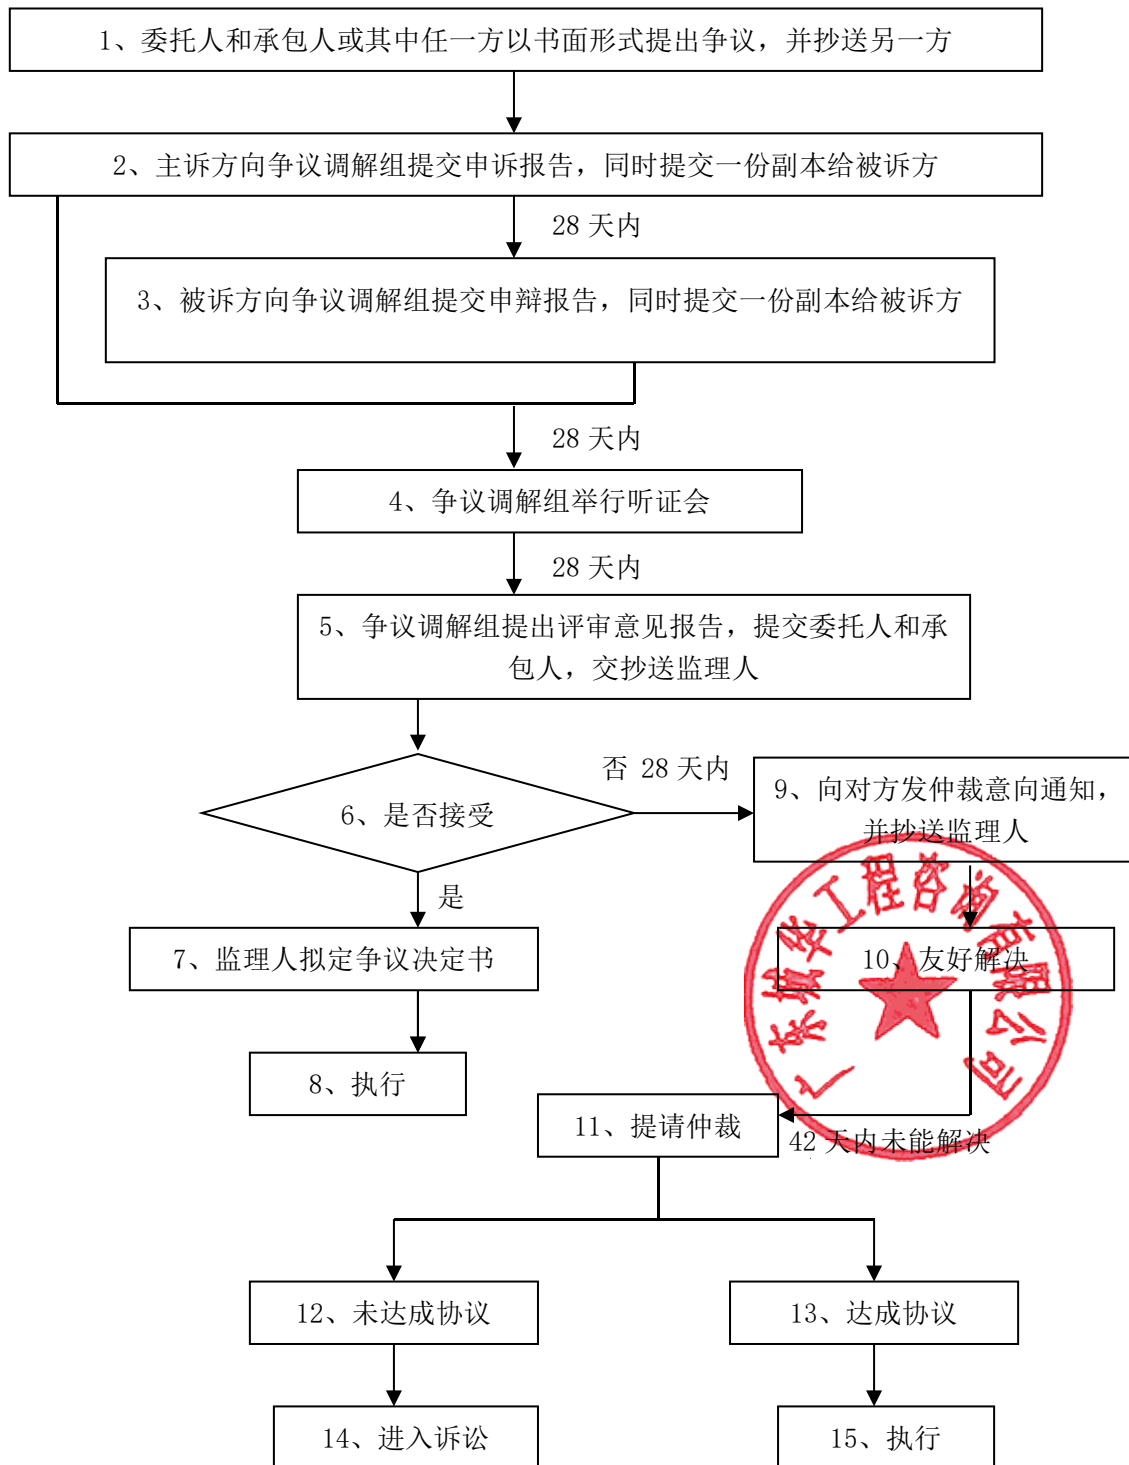 1、委托人和承包人或其中任一方以书面形式提出争议，并抄送另一方
2、主诉方向争议调解组提交申诉报告，同时提交一份副本给被诉方
28 天内
3、被诉方向争议调解组提交申辩报告，同时提交一份副本给被诉方
28 天内
4、争议调解组举行听证会
28 天内
5、争议调解组提出评审意见报告，提交委托人和承
包人，交抄送监理人
否 28 天内
6、是否接受
9、向对方发仲裁意向通知，
并抄送监理人
是
7、监理人拟定争议决定书
10、友好解决
8、执行
11、提请仲裁
42 天内未能解决
12、未达成协议
13、达成协议
14、进入诉讼
15、执行